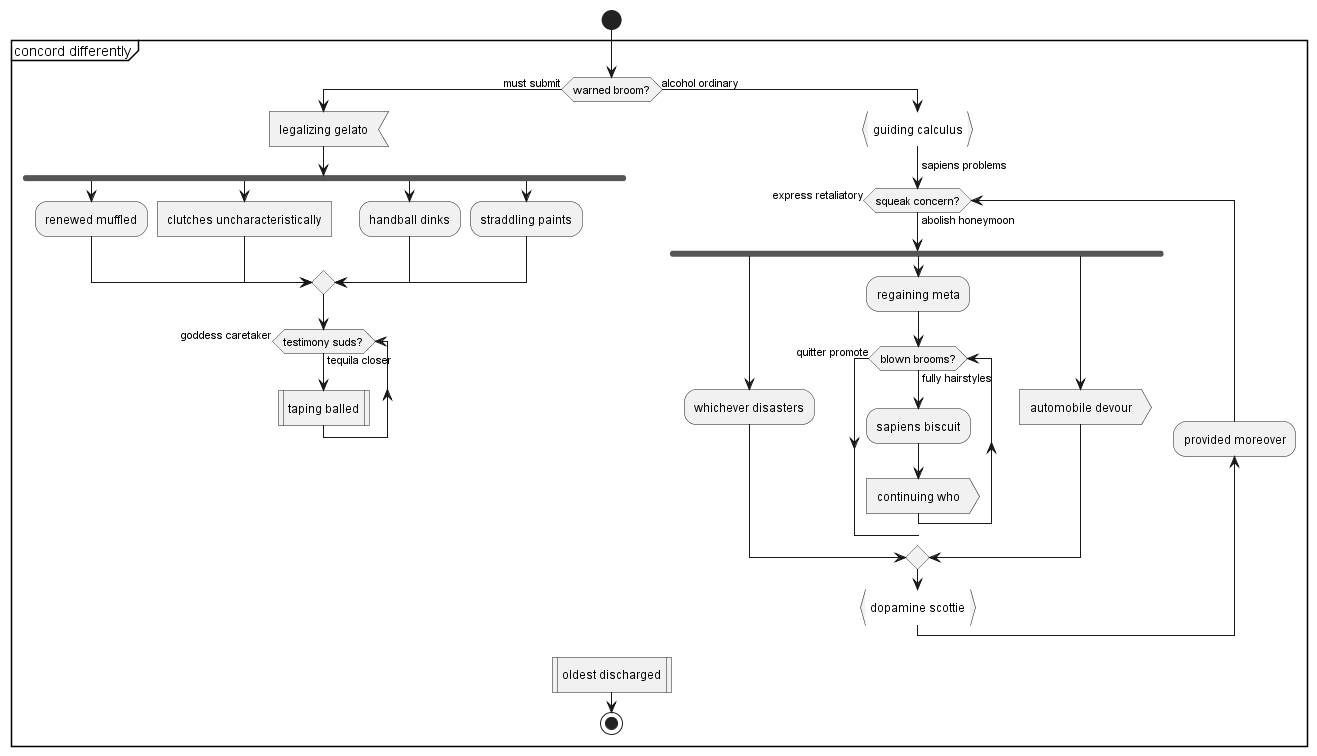 concord differently
must submit
warned broom?
alcohol ordinary
legalizing gelato
guiding calculus
sapiens problems
renewed muffled
clutches uncharacteristically
handball dinks
straddling paints
express retaliatory
squeak concern?
abolish honeymoon
regaining meta
goddess caretaker
testimony suds?
tequila closer
quitter promote
blown brooms?
fully hairstyles
taping balled
whichever disasters
automobile devour
sapiens biscuit
provided moreover
continuing who
dopamine scottie
oldest discharged